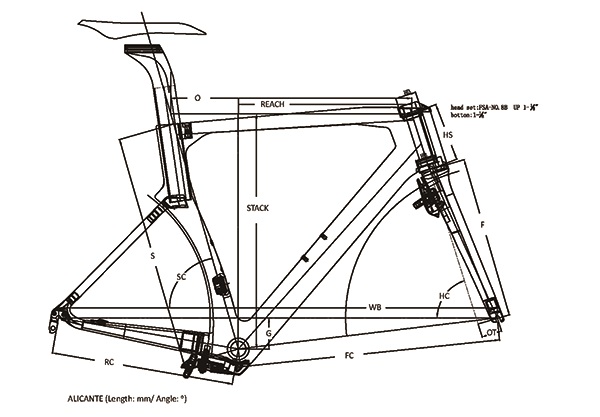 O
REACH
head set:FSA-NO.8B UP 1-⅛"
botton:1-⅛"
HS
STACK
F
S
SC
HC
WB
G
OT
FC
RC
ALICANTE (Length: mm/ Angle: °)